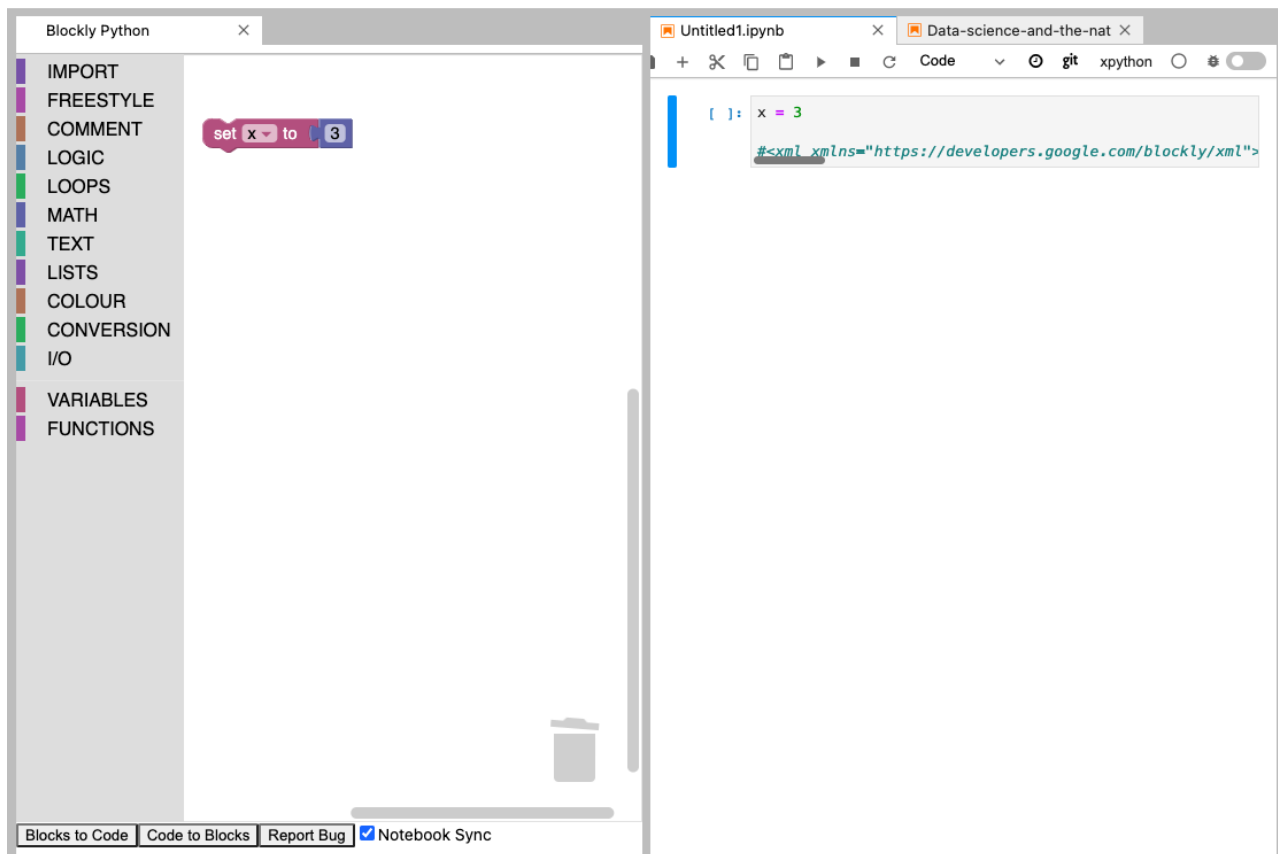 Blockly Python
IMPORT
FREESTYLE
COMMENT
LOGIC
LOOPS
MATH
TEXT
LISTS
COLOUR
CONVERSION
I/O
VARIABLES
FUNCTIONS
set x to 3
Blocks to Code Code to Blocks Report Bug Notebook Sync
Untitled1.ipynb Data-science-and-the-nat
Code git xpython
[ ]: x = 3
#<xml xmlns="https://developers.google.com/blockly/xml">